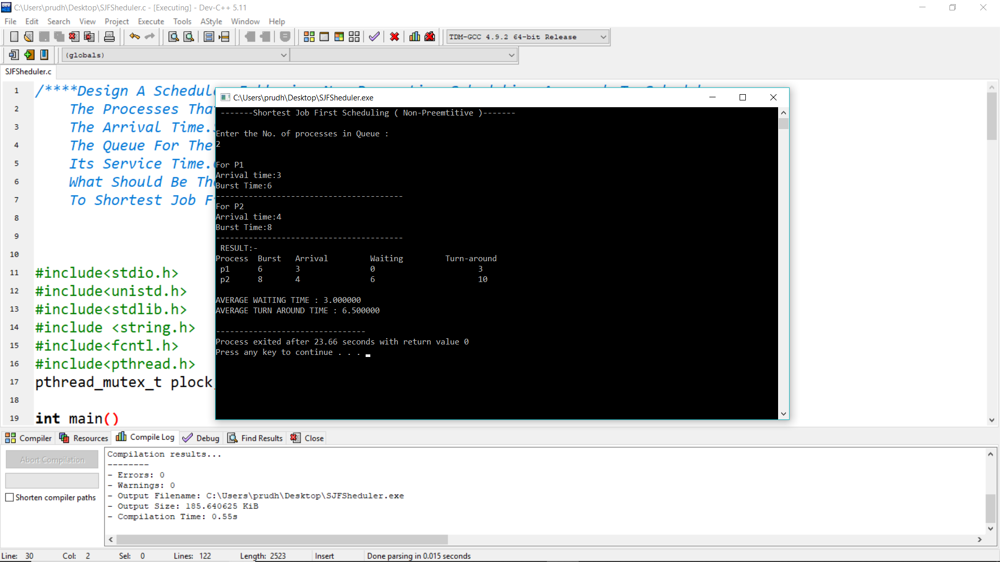 C:\Users\prudh\Desktop\SJFSheduler.c - [Executing] - Dev-C++ 5.11
File Edit Search View Project Execute Tools AStyle Window Help
TDM-GCC 4.9.2 64-bit Release
(globals)
SJFSheduler.c
1 /****Design A
2 The Processes
3 The Arrival Time.
4 The Queue For The
5 Its Service Time.
6 What Should Be
7 To Shortest Job
8
9
10
11 #include<stdio.h>
12 #include<unistd.h>
13 #include<stdlib.h>
14 #include <string.h>
15 #include<fcntl.h>
16 #include<pthread.h>
17 pthread_mutex_t plock
18
19 int main()
C:\Users\prudh\Desktop\SJFSheduler.exe
-------Shortest Job First Scheduling ( Non-Preemtitive )-------
Enter the No. of processes in Queue :
2
For P1
Arrival time:3
Burst Time:6
----------------------------------------
For P2
Arrival time:4
Burst Time:8
----------------------------------------
RESULT:-
Process Burst Arrival Waiting Turn-around
p1 6 3 0 3
p2 8 4 6 10
AVERAGE WAITING TIME : 3.000000
AVERAGE TURN AROUND TIME : 6.500000
--------------------------------
Process exited after 23.66 seconds with return value 0
Press any key to continue . . .
Compiler Resources Compile Log Debug Find Results Close
Abort Compilation
Shorten compiler paths
Compilation results...
--------
- Errors: 0
- Warnings: 0
- Output Filename: C:\Users\prudh\Desktop\SJFSheduler.exe
- Output Size: 185.640625 KiB
- Compilation Time: 0.55s
Line: 30 Col: 2 Sel: 0 Lines: 122 Length: 2523 Insert Done parsing in 0.015 seconds